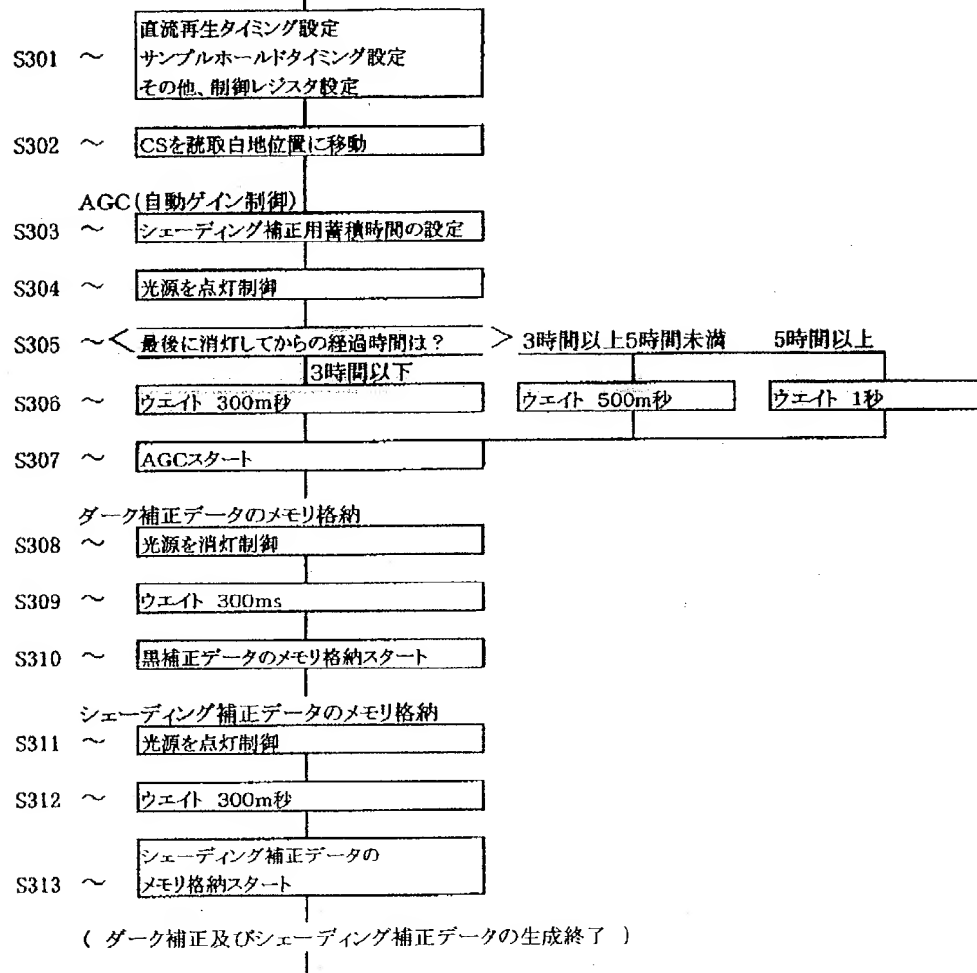 直流再生タイミング設定
S301 ～ サンプルホールドタイミング設定
その他、制御レジスタ設定
S302 ～ CSを読取白地位置に移動
AGC(自動ゲイン制御)
S303 ～ シェーディング補正用蓄積時間の設定
S304 ～ 光源を点灯制御
S305 ～ < 最後に消灯してからの経過時間は？ > 3時間以上5時間未満 5時間以上
3時間以下
S306 ～ ウエイト 300m秒 ウエイト 500m秒 ウエイト 1秒
S307 ～ AGCスタート
ダーク補正データのメモリ格納
S308 ～ 光源を消灯制御
S309 ～ ウエイト 300ms
S310 ～ 黒補正データのメモリ格納スタート
シェーディング補正データのメモリ格納
S311 ～ 光源を点灯制御
S312 ～ ウエイト 300m秒
シェーディング補正データの
S313 ～ メモリ格納スタート
( ダーク補正及びシェーディング補正データの生成終了 )